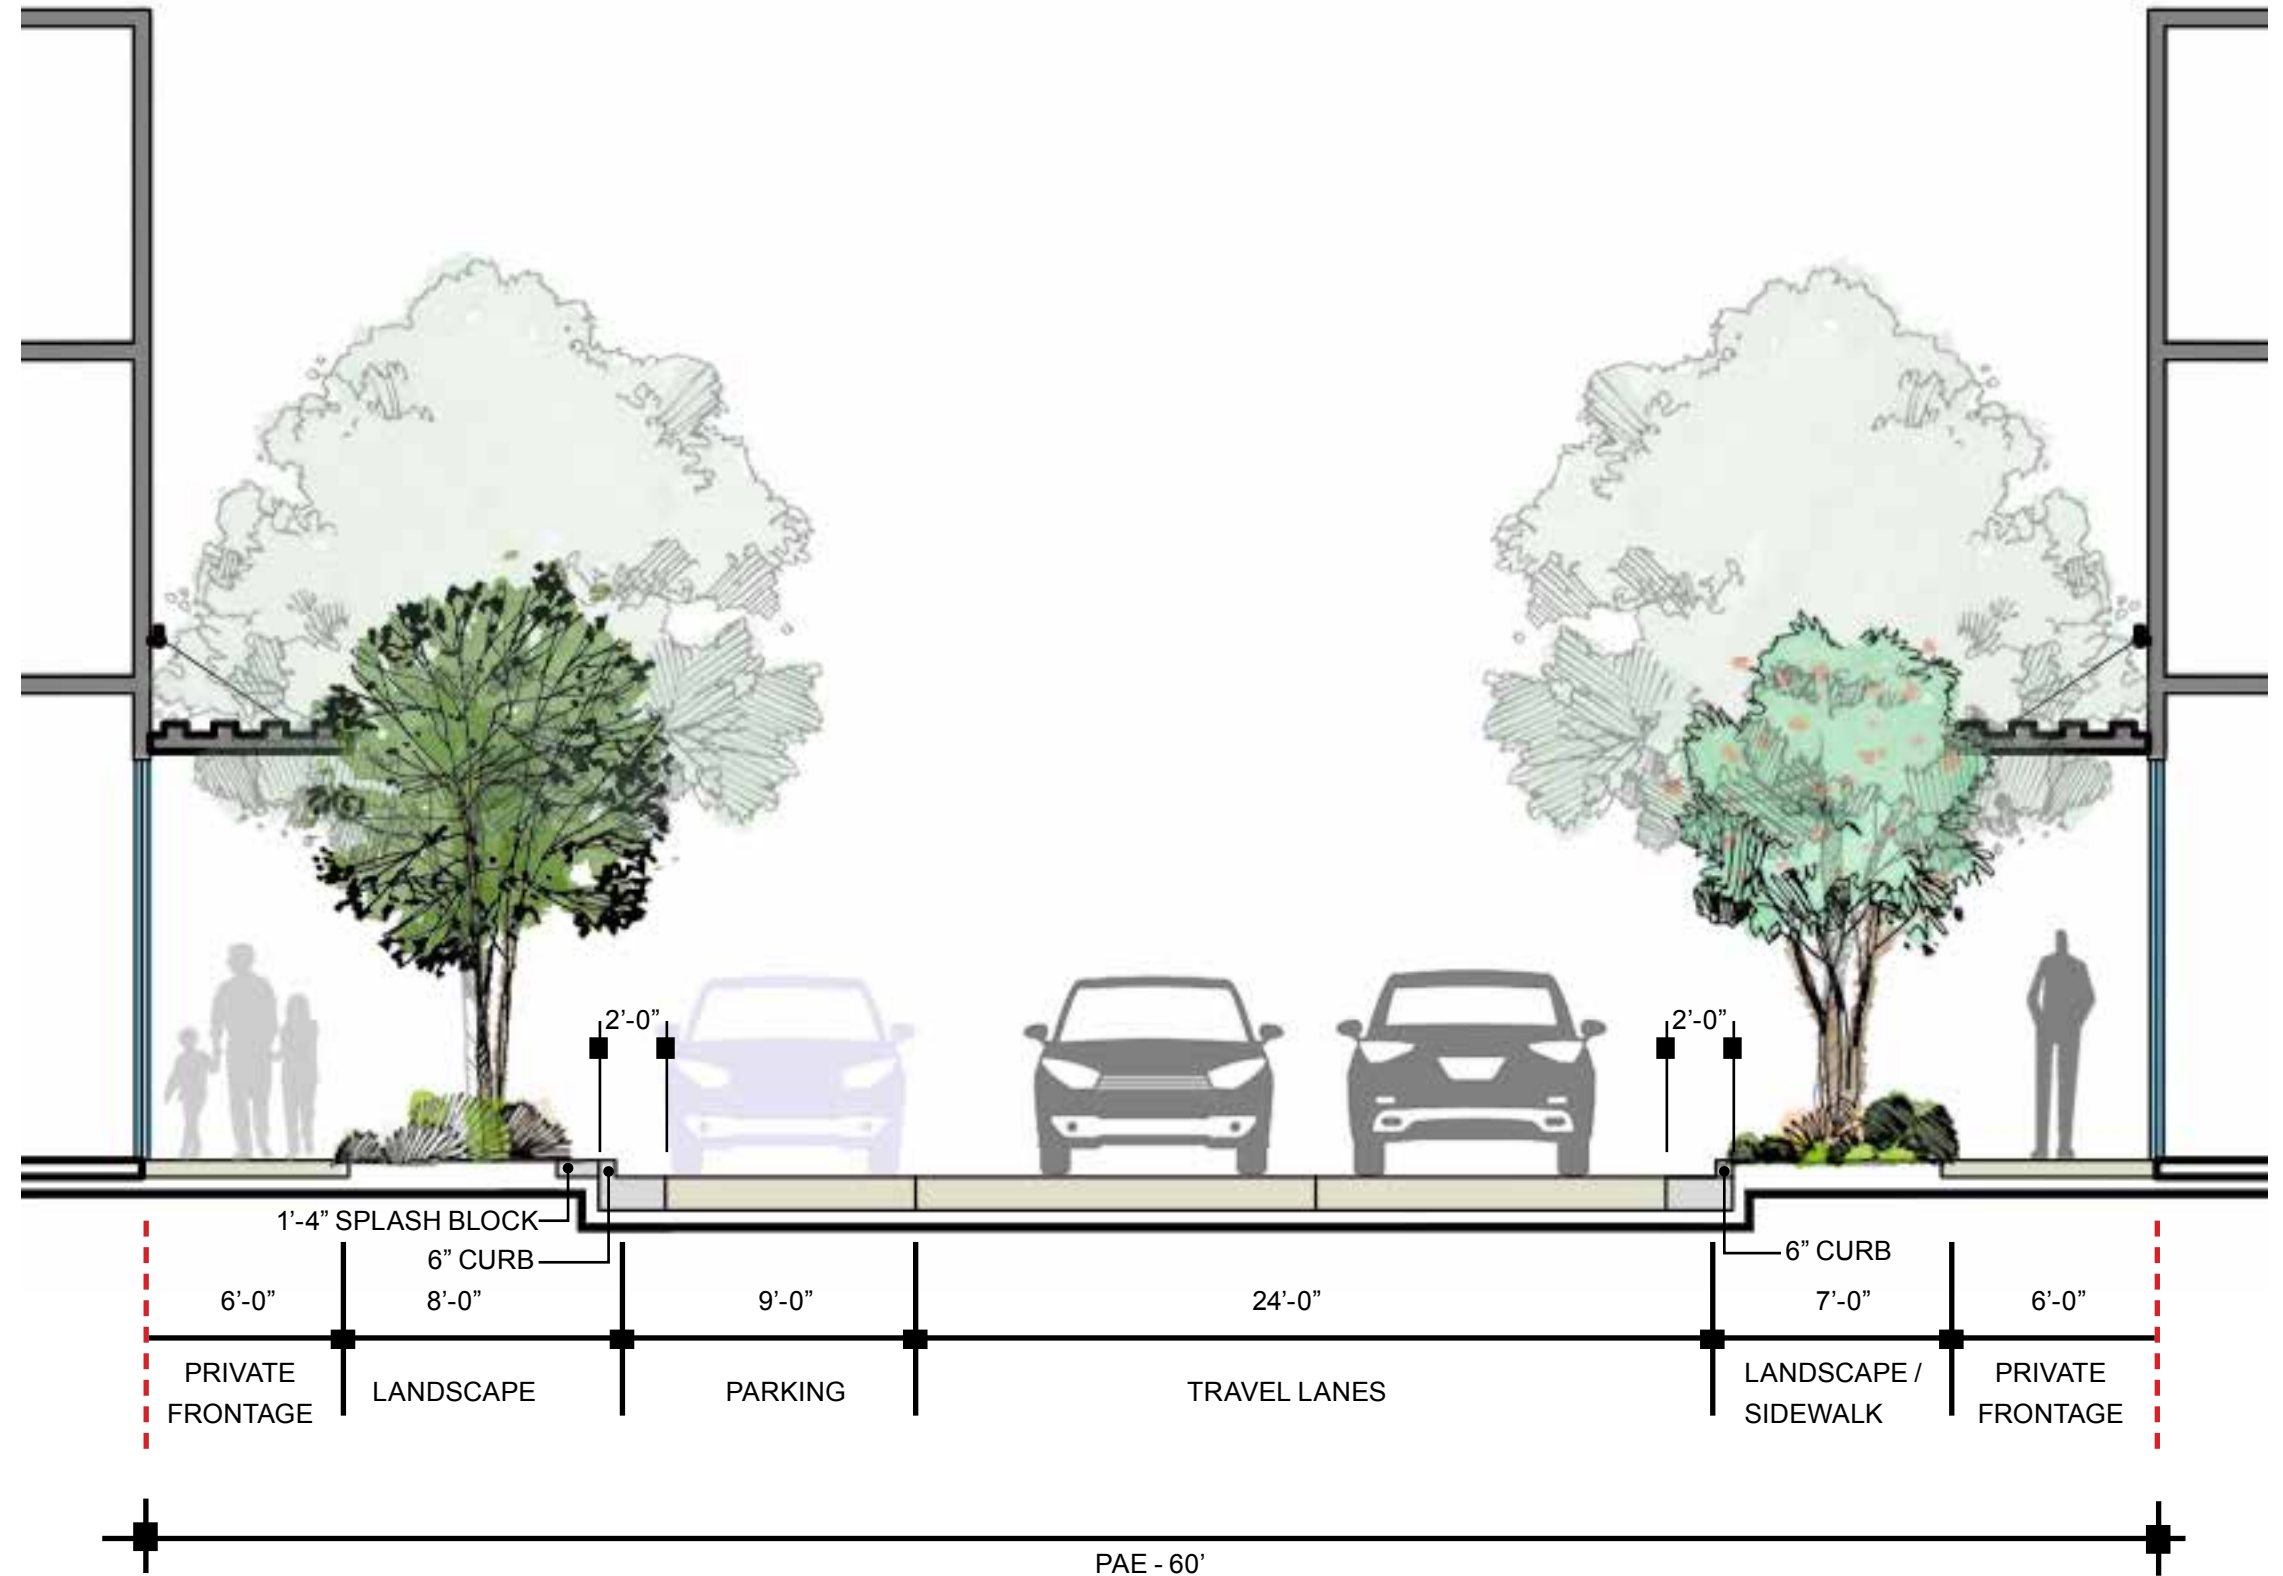 2’-0”
2’-0”
1’-4” SPLASH BLOCK
6” CURB
6” CURB
6’-0”
8’-0”
9’-0”
24’-0”
7’-0”
6’-0”
PRIVATE
FRONTAGE
LANDSCAPE
PARKING
TRAVEL LANES
LANDSCAPE /
SIDEWALK
PRIVATE
FRONTAGE
PAE - 60’